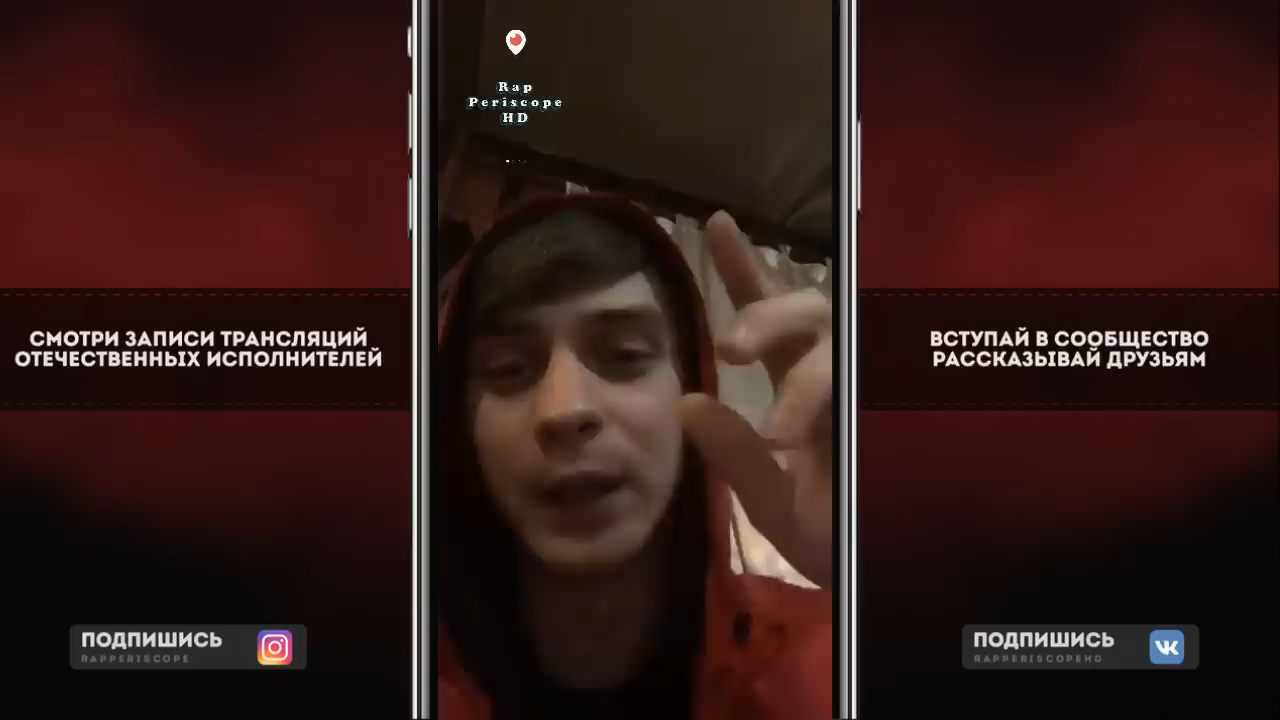 Rap
Periscope
HD
СМОТРИ ЗАПИСИ ТРАНСЛЯЦИЙ
ОТЕЧЕСТВЕННЫХ ИСПОЛНИТЕЛЕЙ
ВСТУПАЙ В СООБЩЕСТВО
РАССКАЗЫВАЙ ДРУЗЬЯМ
ПОДПИШИСЬ
RAPPERISCOPE
ПОДПИШИСЬ
RAPPERISCOPEHD